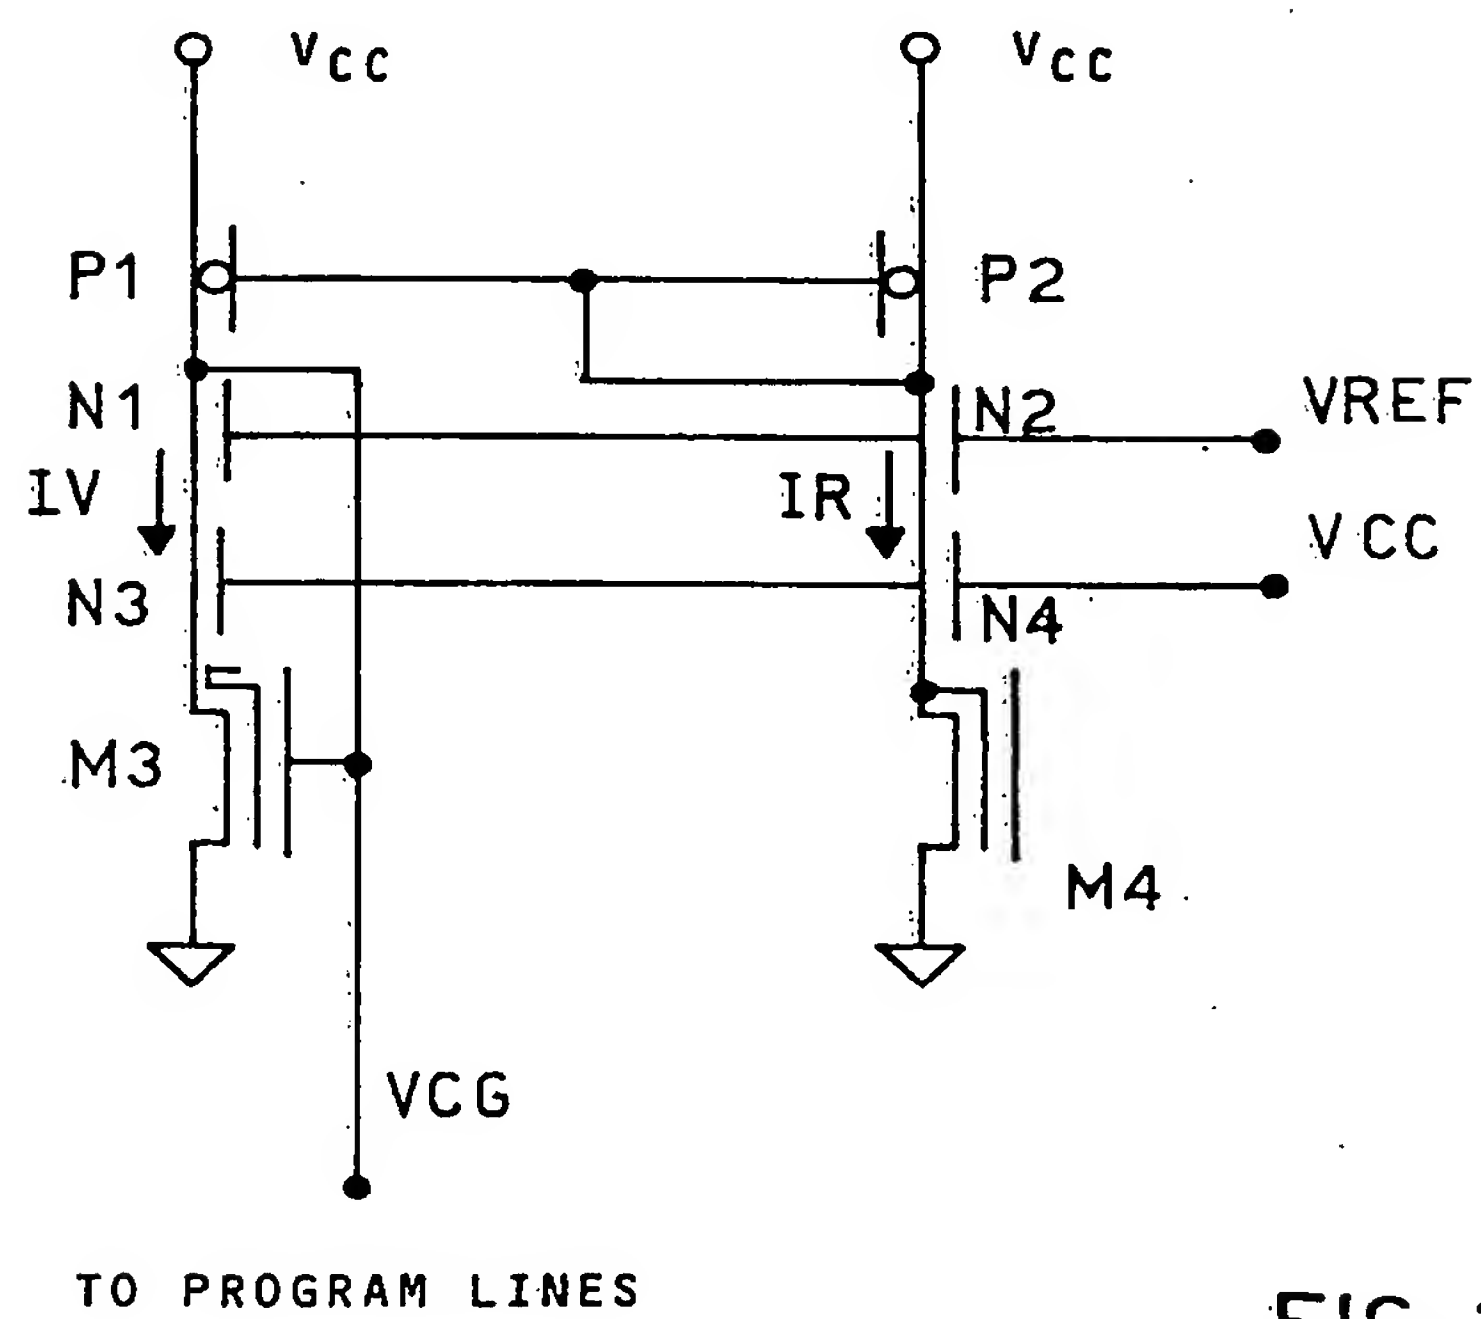 VCC
VCC
P1
P2
N1
N2
VREF
IV
IR
VCC
N3
N4
M3
M4
VCG
TO PROGRAM LINES